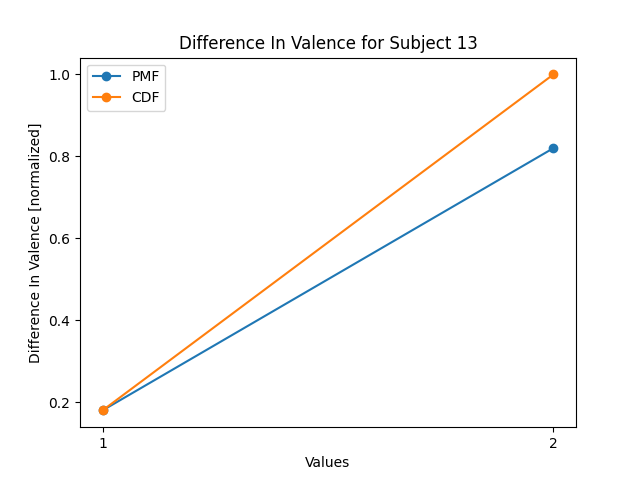 Difference In Valence for Subject 13
PMF
CDF
Difference In Valence [normalized]
1.0
0.8
0.6
0.4
0.2
1 2
Values